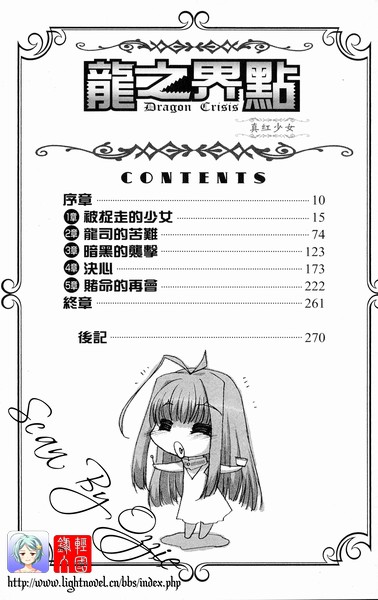 龍之界點
Dragon Crisis
真紅少女
CONTENTS
序章 10
1章 被捉走的少女 15
2章 龍司的苦難 74
3章 暗黑的襲擊 123
4章 決心 173
5章 賭命的再會 222
終章 261
後記 270
Scan By Ozzie
輕國
http://www.lightnovel.cn/bbs/index.php